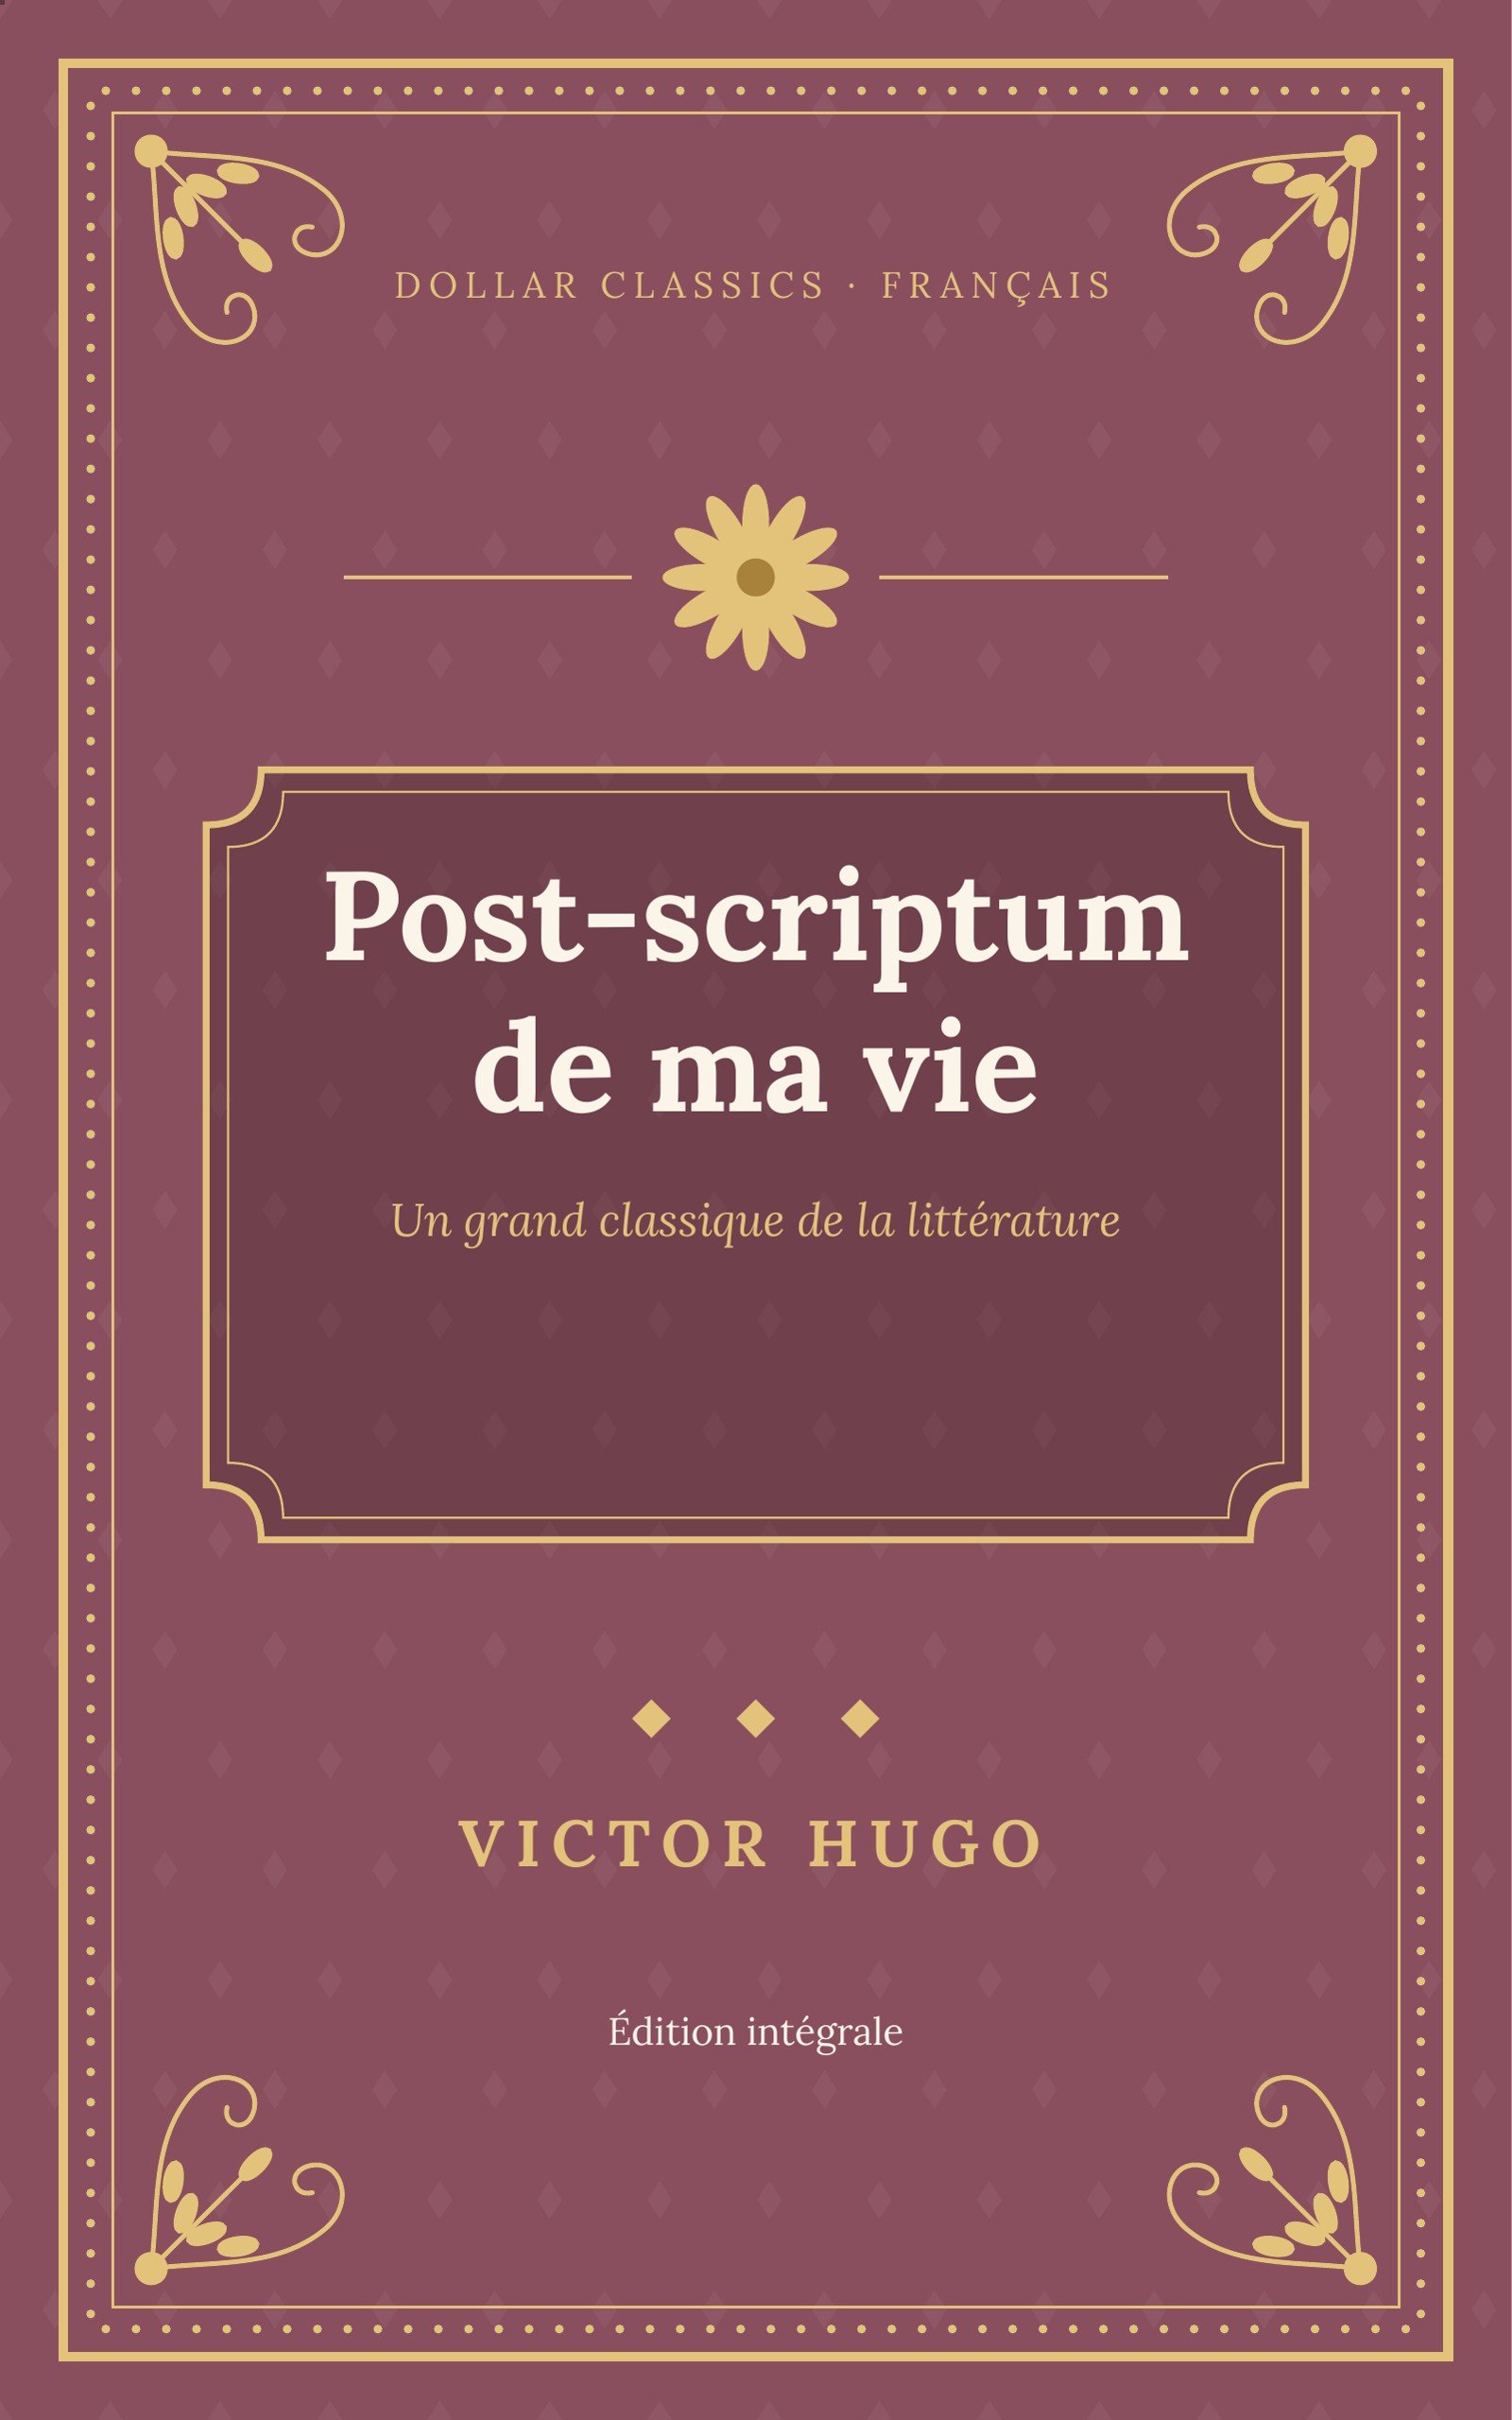 DOLLAR CLASSICS · FRANÇAIS
Post-scriptum
de ma vie
Un grand classique de la littérature
VICTOR HUGO
Édition intégrale